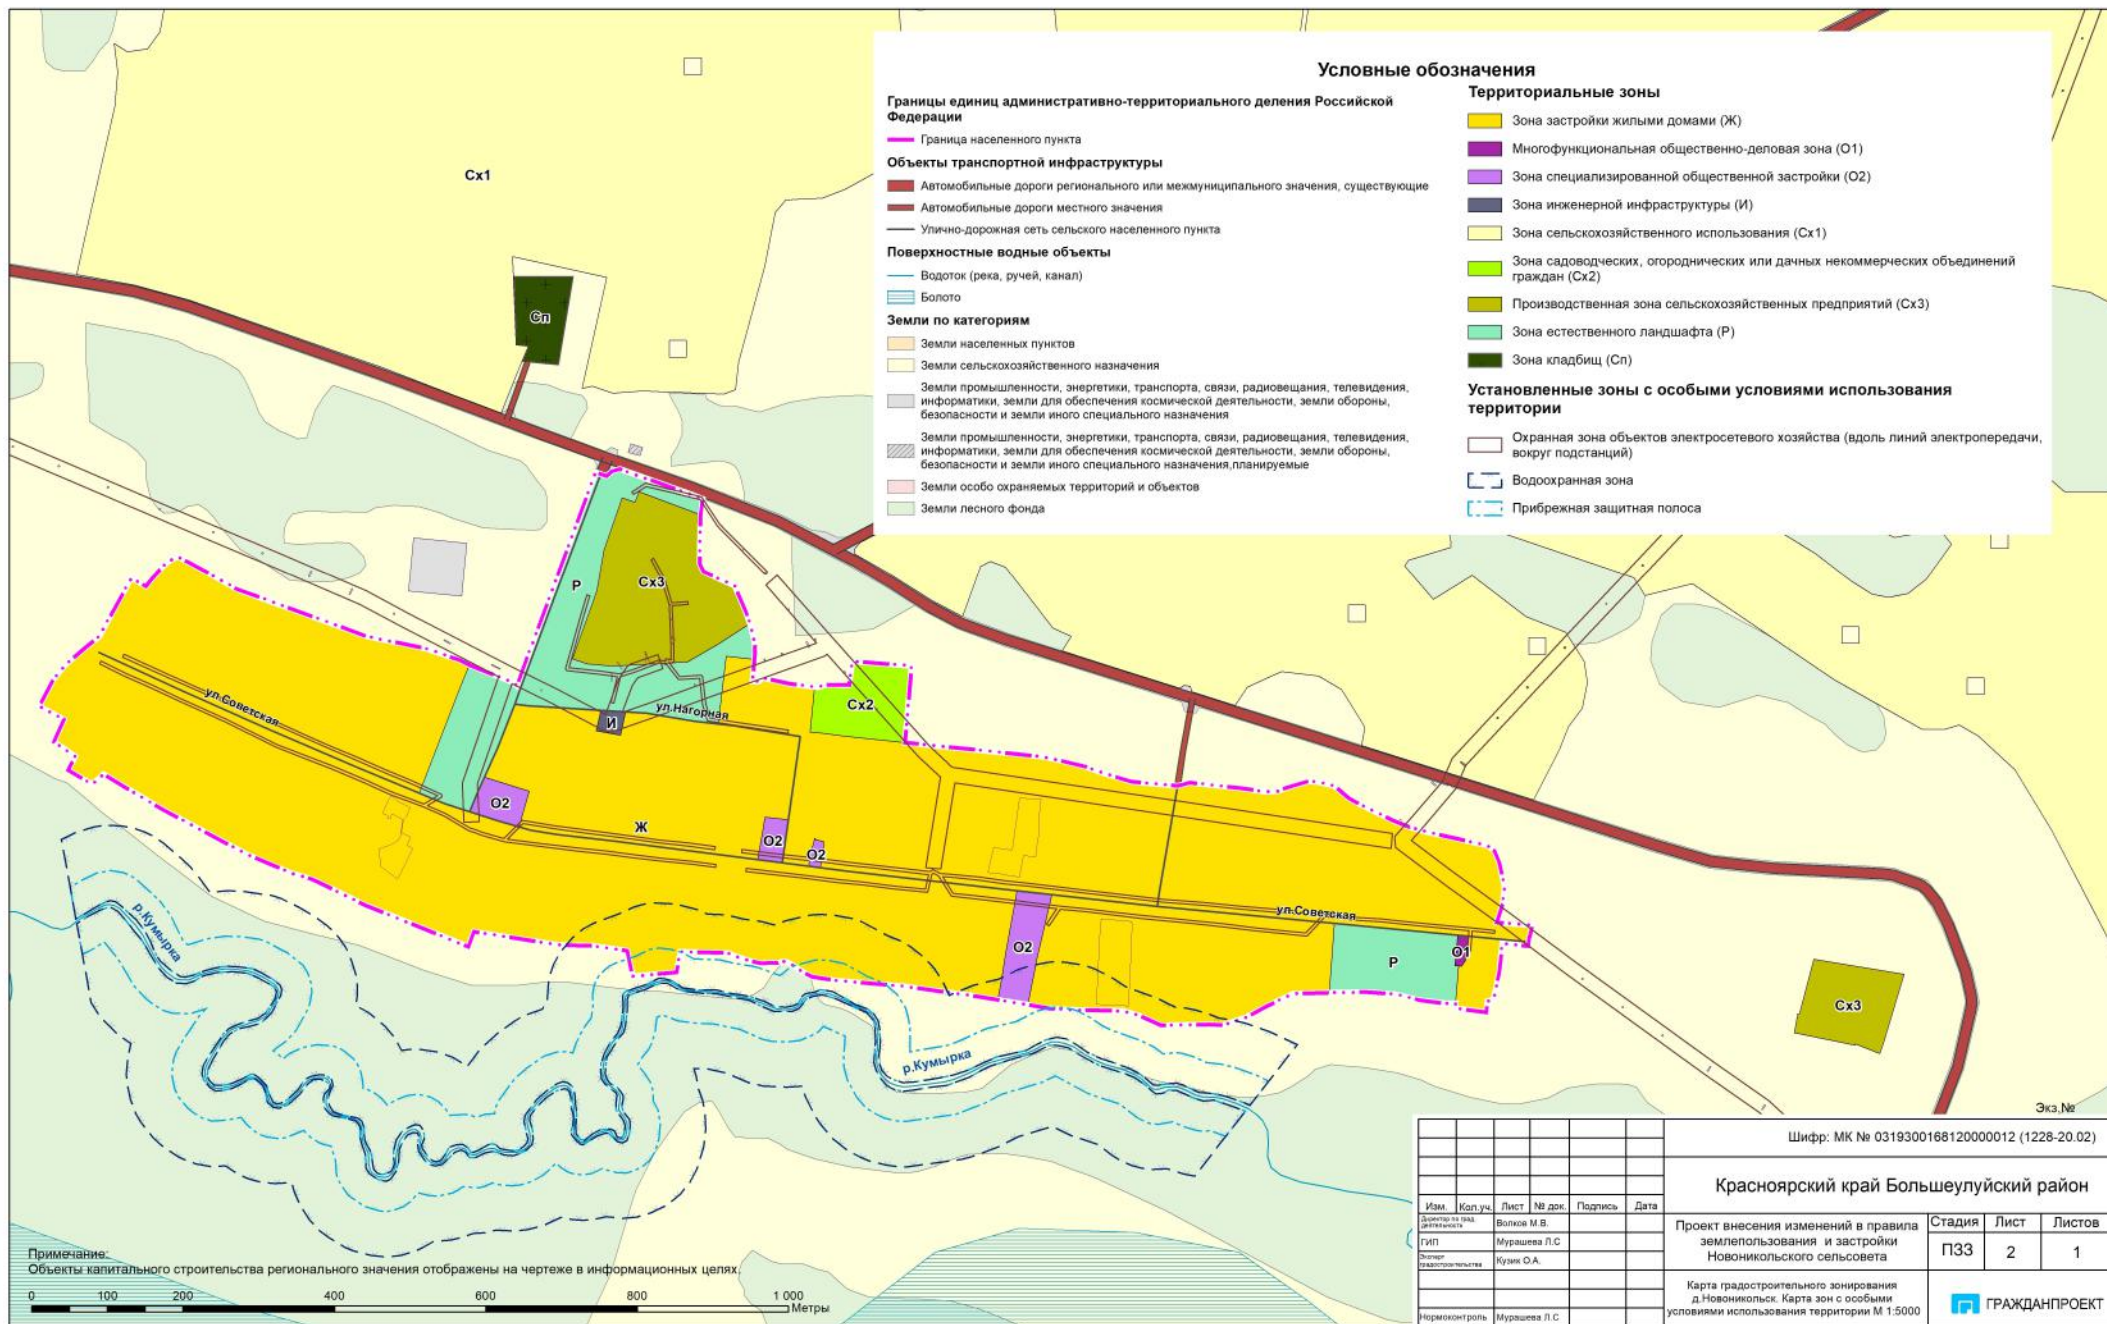 Условные обозначения
Границы единиц административно-территориального деления Российской
Федерации
Граница населенного пункта
Объекты транспортной инфраструктуры
Автомобильные дороги регионального или межмуниципального значения, существующие
Автомобильные дороги местного значения
Улично-дорожная сеть сельского населенного пункта
Поверхностные водные объекты
Водоток (река, ручей, канал)
Болото
Земли по категориям
Земли населенных пунктов
Земли сельскохозяйственного назначения
Земли промышленности, энергетики, транспорта, связи, радиовещания, телевидения,
информатики, земли для обеспечения космической деятельности, земли обороны,
безопасности и земли иного специального назначения
Земли промышленности, энергетики, транспорта, связи, радиовещания, телевидения,
информатики, земли для обеспечения космической деятельности, земли обороны,
безопасности и земли иного специального назначения,планируемые
Земли особо охраняемых территорий и объектов
Земли лесного фонда
Территориальные зоны
Зона застройки жилыми домами (Ж)
Многофункциональная общественно-деловая зона (О1)
Зона специализированной общественной застройки (О2)
Зона инженерной инфраструктуры (И)
Зона сельскохозяйственного использования (Сх1)
Зона садоводческих, огороднических или дачных некоммерческих объединений
граждан (Сх2)
Производственная зона сельскохозяйственных предприятий (Сх3)
Зона естественного ландшафта (Р)
Зона кладбищ (Сп)
Установленные зоны с особыми условиями использования
территории
Охранная зона объектов электросетевого хозяйства (вдоль линий электропередачи,
вокруг подстанций)
Водоохранная зона
Прибрежная защитная полоса
Сх1
Сп
Р
Сх3
ул.Советская
И
ул.Нагорная
Сх2
О2
Ж
О2
О2
ул.Советская
О2
Р
О1
Сх3
р.Кумырка
р.Кумырка
Примечание:
Объекты капитального строительства регионального значения отображены на чертеже в информационных целях.
0 100 200 400 600 800 1 000
Метры
Экз.№
Шифр: МК № 0319300168120000012 (1228-20.02)
Красноярский край Большеулуйский район
Изм. Кол.уч. Лист № док. Подпись Дата
Директор по град. деятельности Волков М.В.
ГИП Мурашева Л.С
Эксперт градостроительства Кузик О.А.
Нормоконтроль Мурашева Л.С
Проект внесения изменений в правила
землепользования и застройки
Новоникольского сельсовета
Стадия Лист Листов
ПЗЗ 2 1
Карта градостроительного зонирования
д.Новоникольск. Карта зон с особыми
условиями использования территории М 1:5000
ГРАЖДАНПРОЕКТ